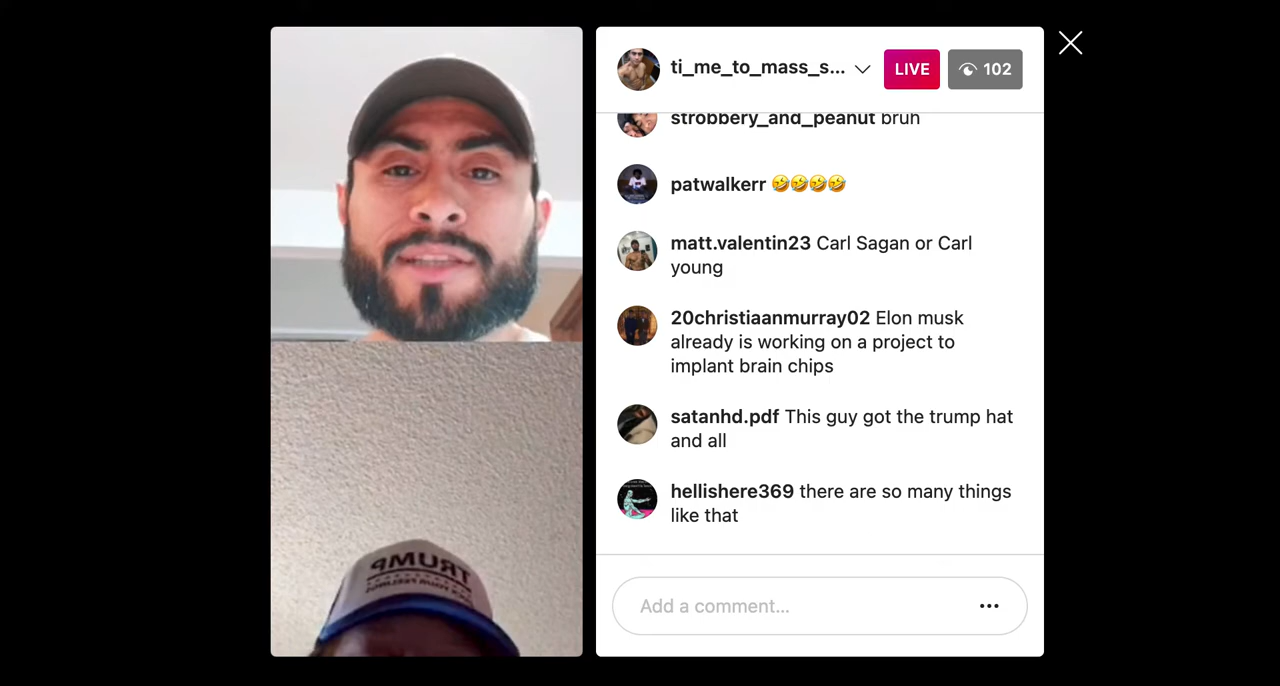 ti_me_to_mass_s...
LIVE
102
strobbery_and_peanut bruh
patwalkerr 🤣🤣🤣🤣
matt.valentin23 Carl Sagan or Carl
young
20christiaanmurray02 Elon musk
already is working on a project to
implant brain chips
satanhd.pdf This guy got the trump hat
and all
hellishere369 there are so many things
like that
Add a comment...
TRUMP
YOUR FEELINGS